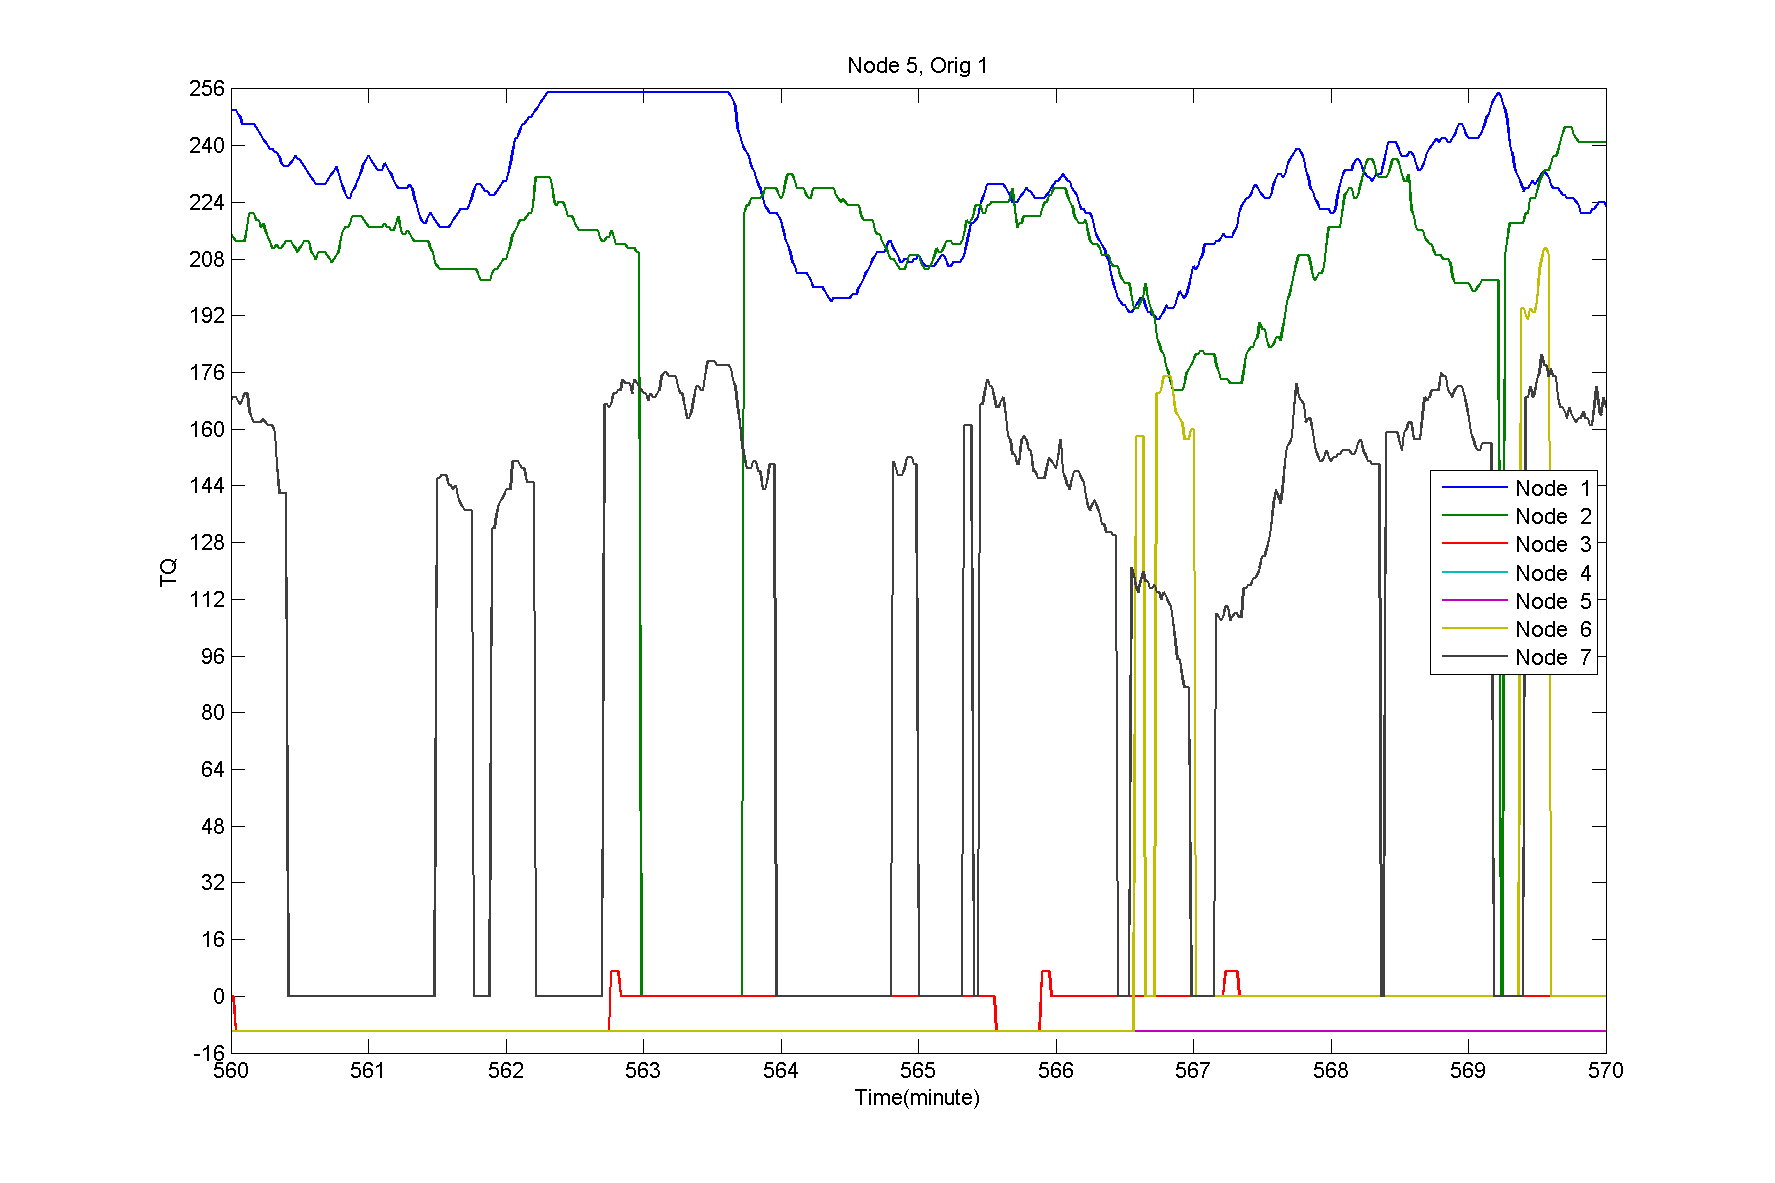 Node 5, Orig 1
256
240
224
208
192
176
160
144
128
112
96
80
64
48
32
16
0
-16
TQ
Node 1
Node 2
Node 3
Node 4
Node 5
Node 6
Node 7
560 561 562 563 564 565 566 567 568 569 570
Time(minute)